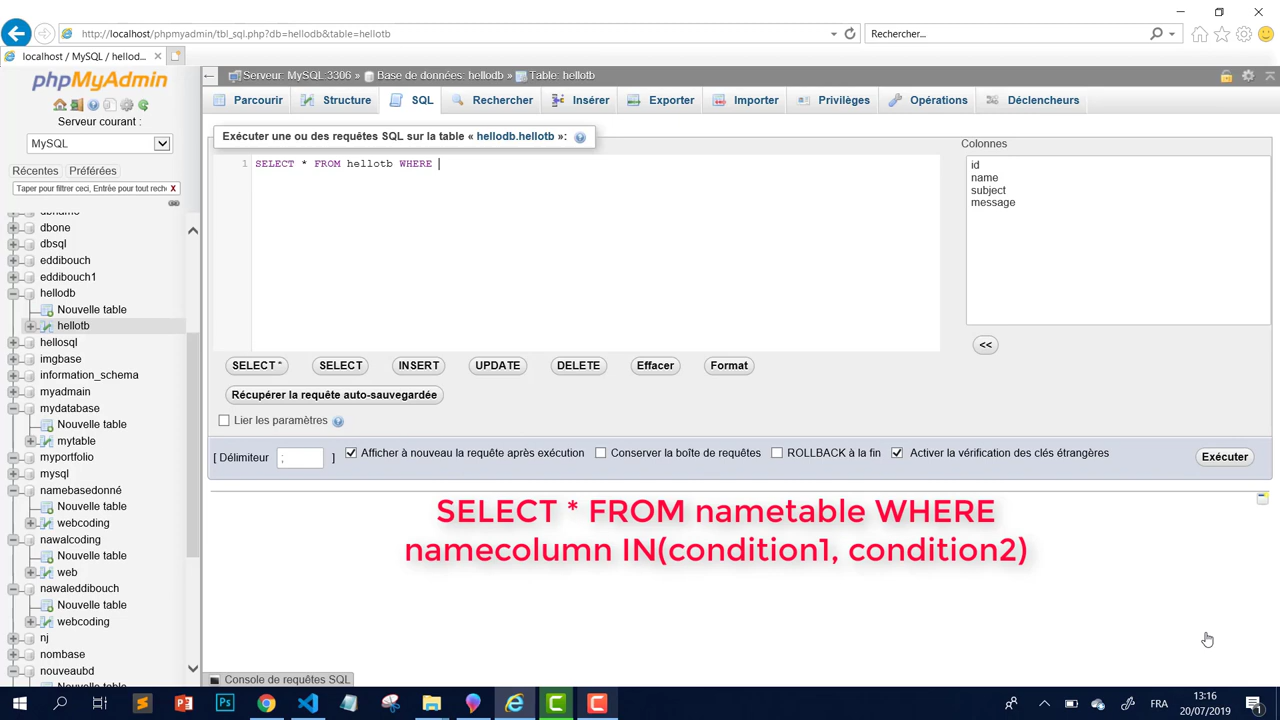 http://localhost/phpmyadmin/tbl_sql.php?db=hellodb&table=hellotb
Rechercher...
localhost / MySQL / hellod...
phpMyAdmin
Serveur courant :
MySQL
Récentes
Préférées
Taper pour filtrer ceci, Entrée pour tout rech
X
dbone
dbsql
eddibouch
eddibouch1
hellodb
Nouvelle table
hellotb
hellosql
imgbase
information_schema
myadmin
mydatabase
Nouvelle table
mytable
myportfolio
mysql
namebasedonné
Nouvelle table
webcoding
nawalcoding
Nouvelle table
web
nawaleddibouch
Nouvelle table
webcoding
nj
nombase
nouveaubd
Serveur: MySQL:3306 » Base de données: hellodb » Table: hellotb
Parcourir
Structure
SQL
Rechercher
Insérer
Exporter
Importer
Privilèges
Opérations
Déclencheurs
Exécuter une ou des requêtes SQL sur la table « hellodb.hellotb »:
1 SELECT * FROM hellotb WHERE
Colonnes
id
name
subject
message
<<
SELECT *
SELECT
INSERT
UPDATE
DELETE
Effacer
Format
Récupérer la requête auto-sauvegardée
Lier les paramètres
[ Délimiteur ; ]
Afficher à nouveau la requête après exécution
Conserver la boîte de requêtes
ROLLBACK à la fin
Activer la vérification des clés étrangères
Exécuter
SELECT * FROM nametable WHERE
namecolumn IN(condition1, condition2)
Console de requêtes SQL
FRA
13:16
20/07/2019